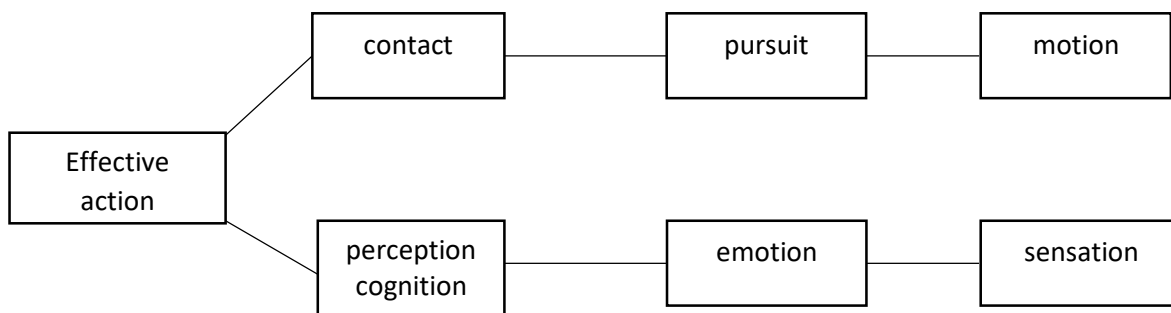 contact
pursuit
motion
Effective
action
perception
cognition
emotion
sensation